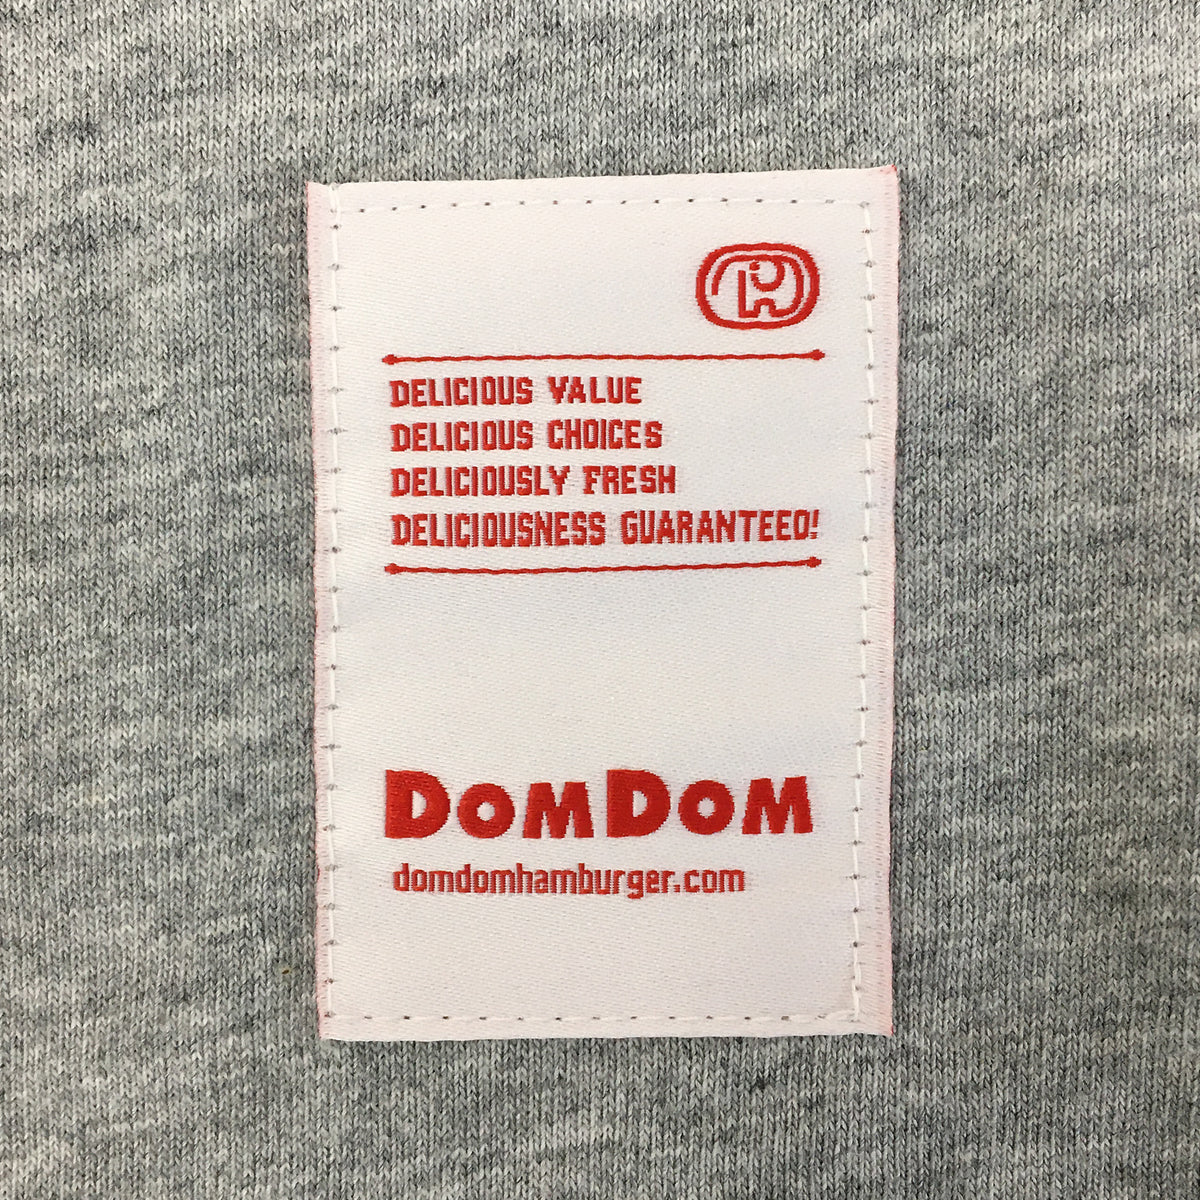 DELICIOUS VALUE
DELICIOUS CHOICES
DELICIOUSLY FRESH
DELICIOUSNESS GUARANTEED!
DOMDOM
domdomhamburger.com